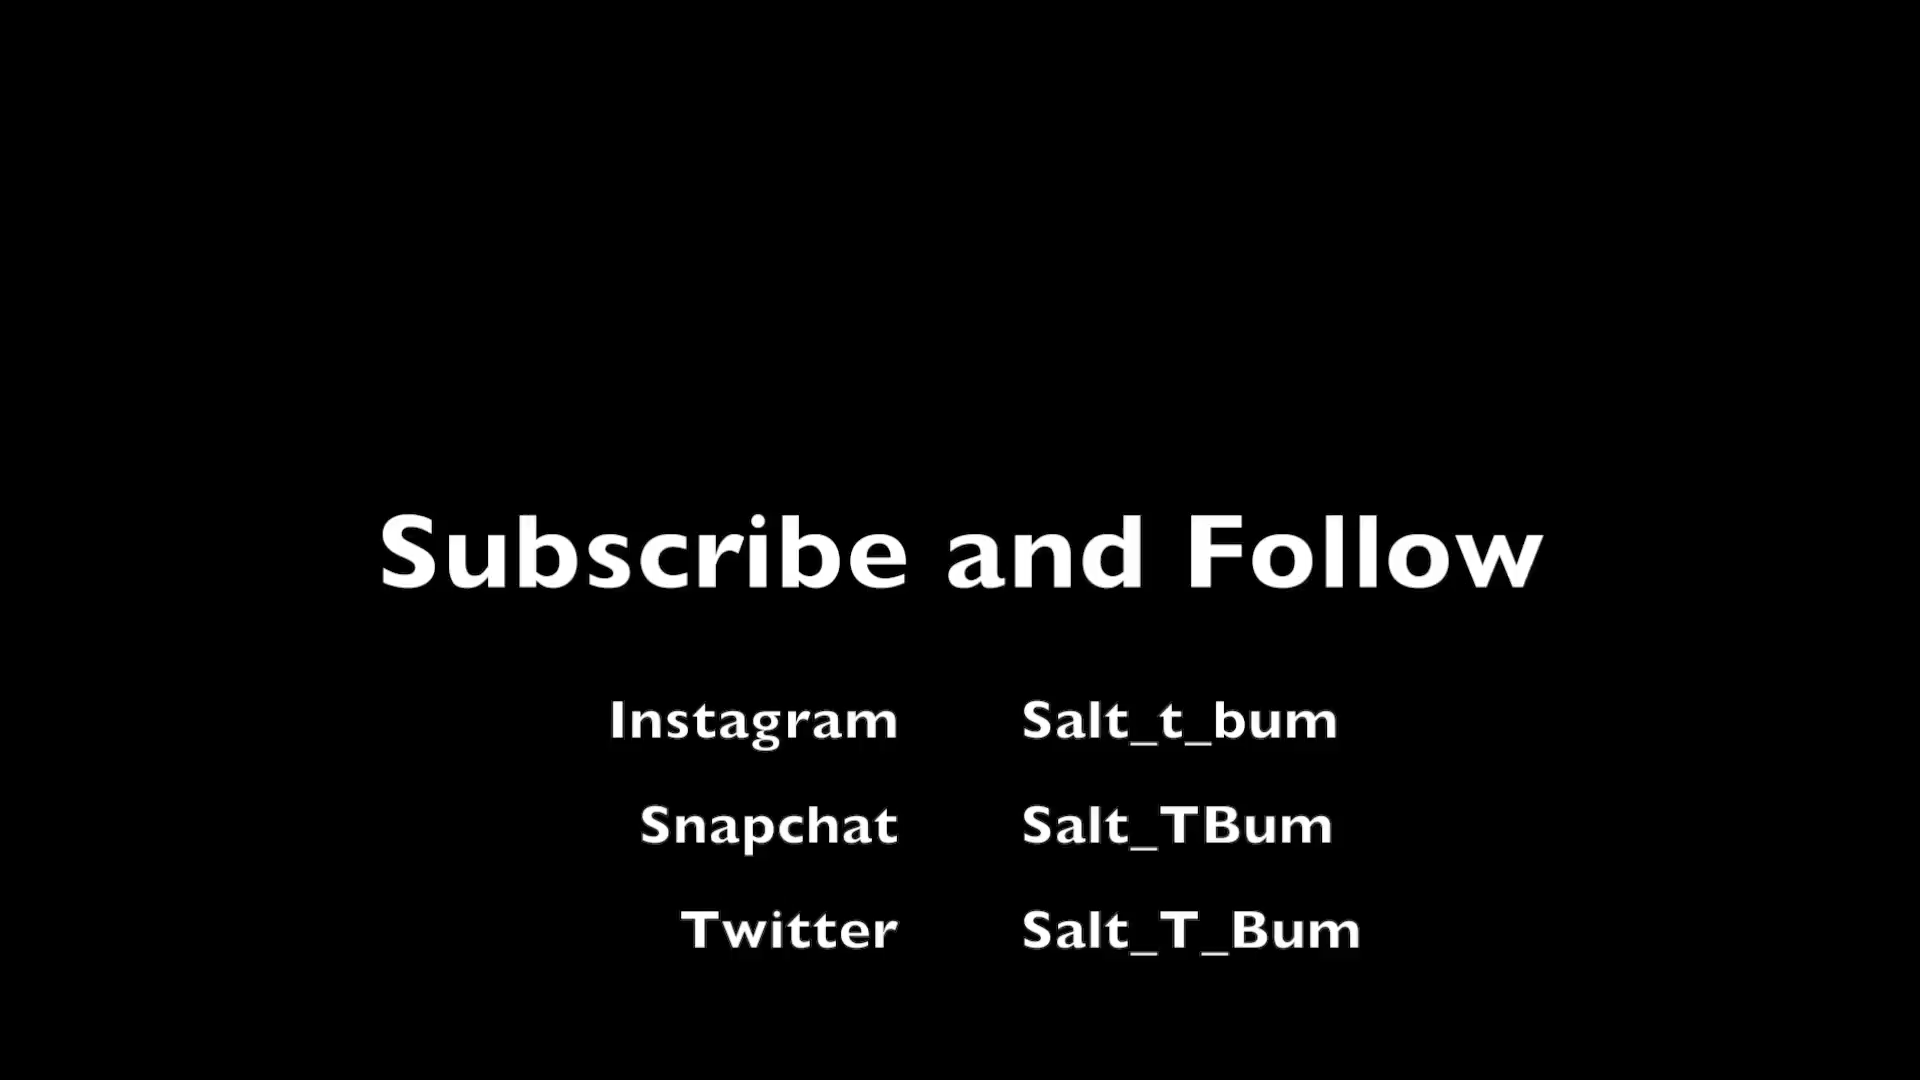 Subscribe and Follow
Instagram Salt_t_bum
Snapchat Salt_TBum
Twitter Salt_T_Bum